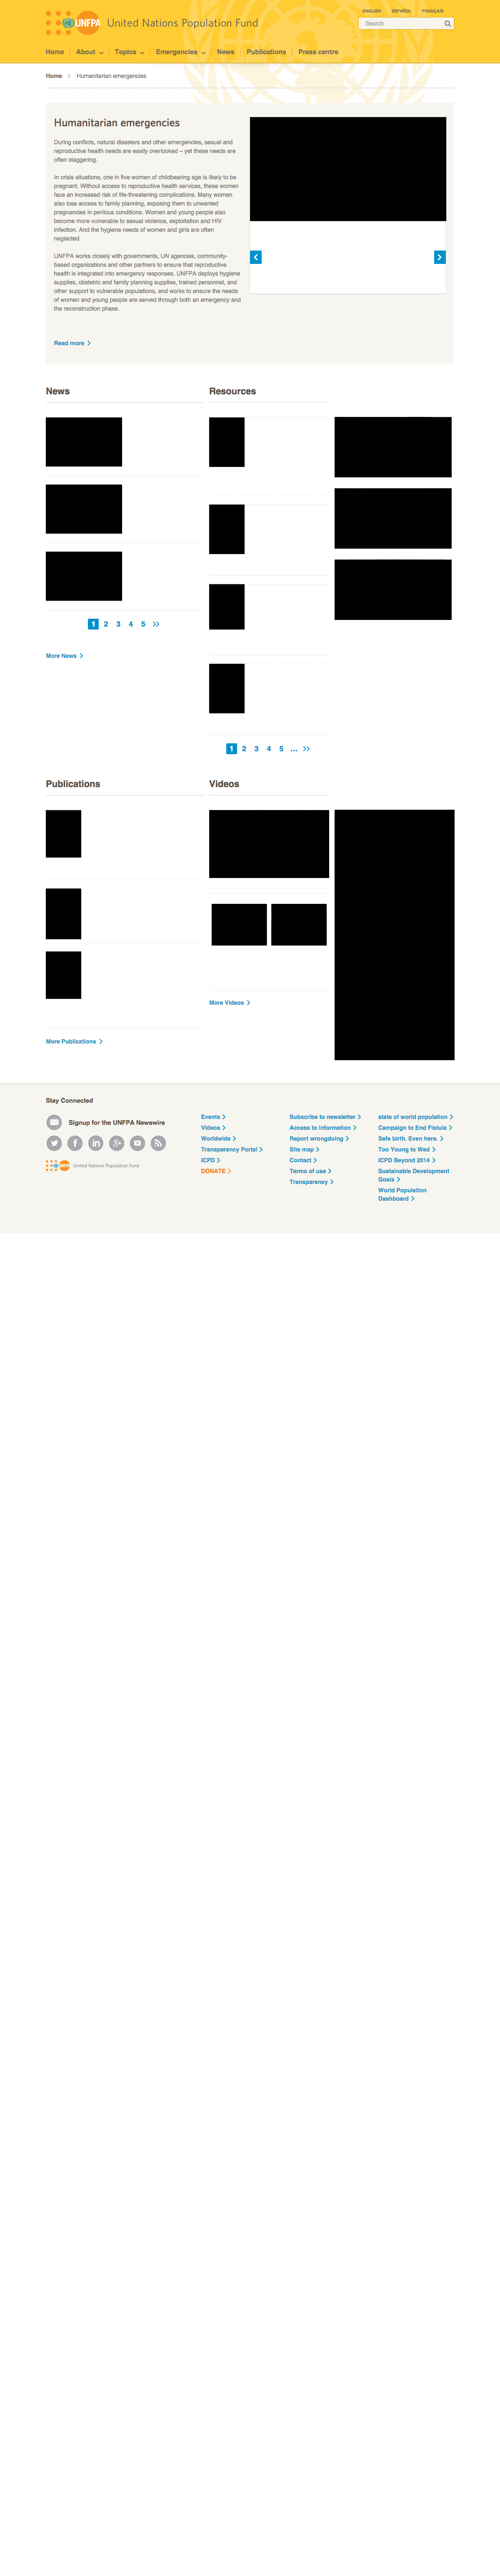 ENGLISH ESPAÑOL FRANÇAIS
UNFPA United Nations Population Fund
Search
Home About Topics Emergencies News Publications Press centre
Home Humanitarian emergencies
Humanitarian emergencies
During conflicts, natural disasters and other emergencies, sexual and
reproductive health needs are easily overlooked – yet these needs are
often staggering.
In crisis situations, one in five women of childbearing age is likely to be
pregnant. Without access to reproductive health services, these women
face an increased risk of life-threatening complications. Many women
also lose access to family planning, exposing them to unwanted
pregnancies in perilous conditions. Women and young people also
become more vulnerable to sexual violence, exploitation and HIV
infection. And the hygiene needs of women and girls are often
neglected.
UNFPA works closely with governments, UN agencies, community-
based organizations and other partners to ensure that reproductive
health is integrated into emergency responses. UNFPA deploys hygiene
supplies, obstetric and family planning supplies, trained personnel, and
other support to vulnerable populations, and works to ensure the needs
of women and young people are served through both an emergency and
the reconstruction phase.
Read more
News
1 2 3 4 5 >>
More News
Resources
1 2 3 4 5 ... >>
Publications
More Publications
Videos
More Videos
Stay Connected
Signup for the UNFPA Newswire
UNFPA United Nations Population Fund
Events
Videos
Worldwide
Transparency Portal
ICPD
DONATE
Subscribe to newsletter
Access to information
Report wrongdoing
Site map
Contact
Terms of use
Transparency
state of world population
Campaign to End Fistula
Safe birth. Even here.
Too Young to Wed
ICPD Beyond 2014
Sustainable Development
Goals
World Population
Dashboard